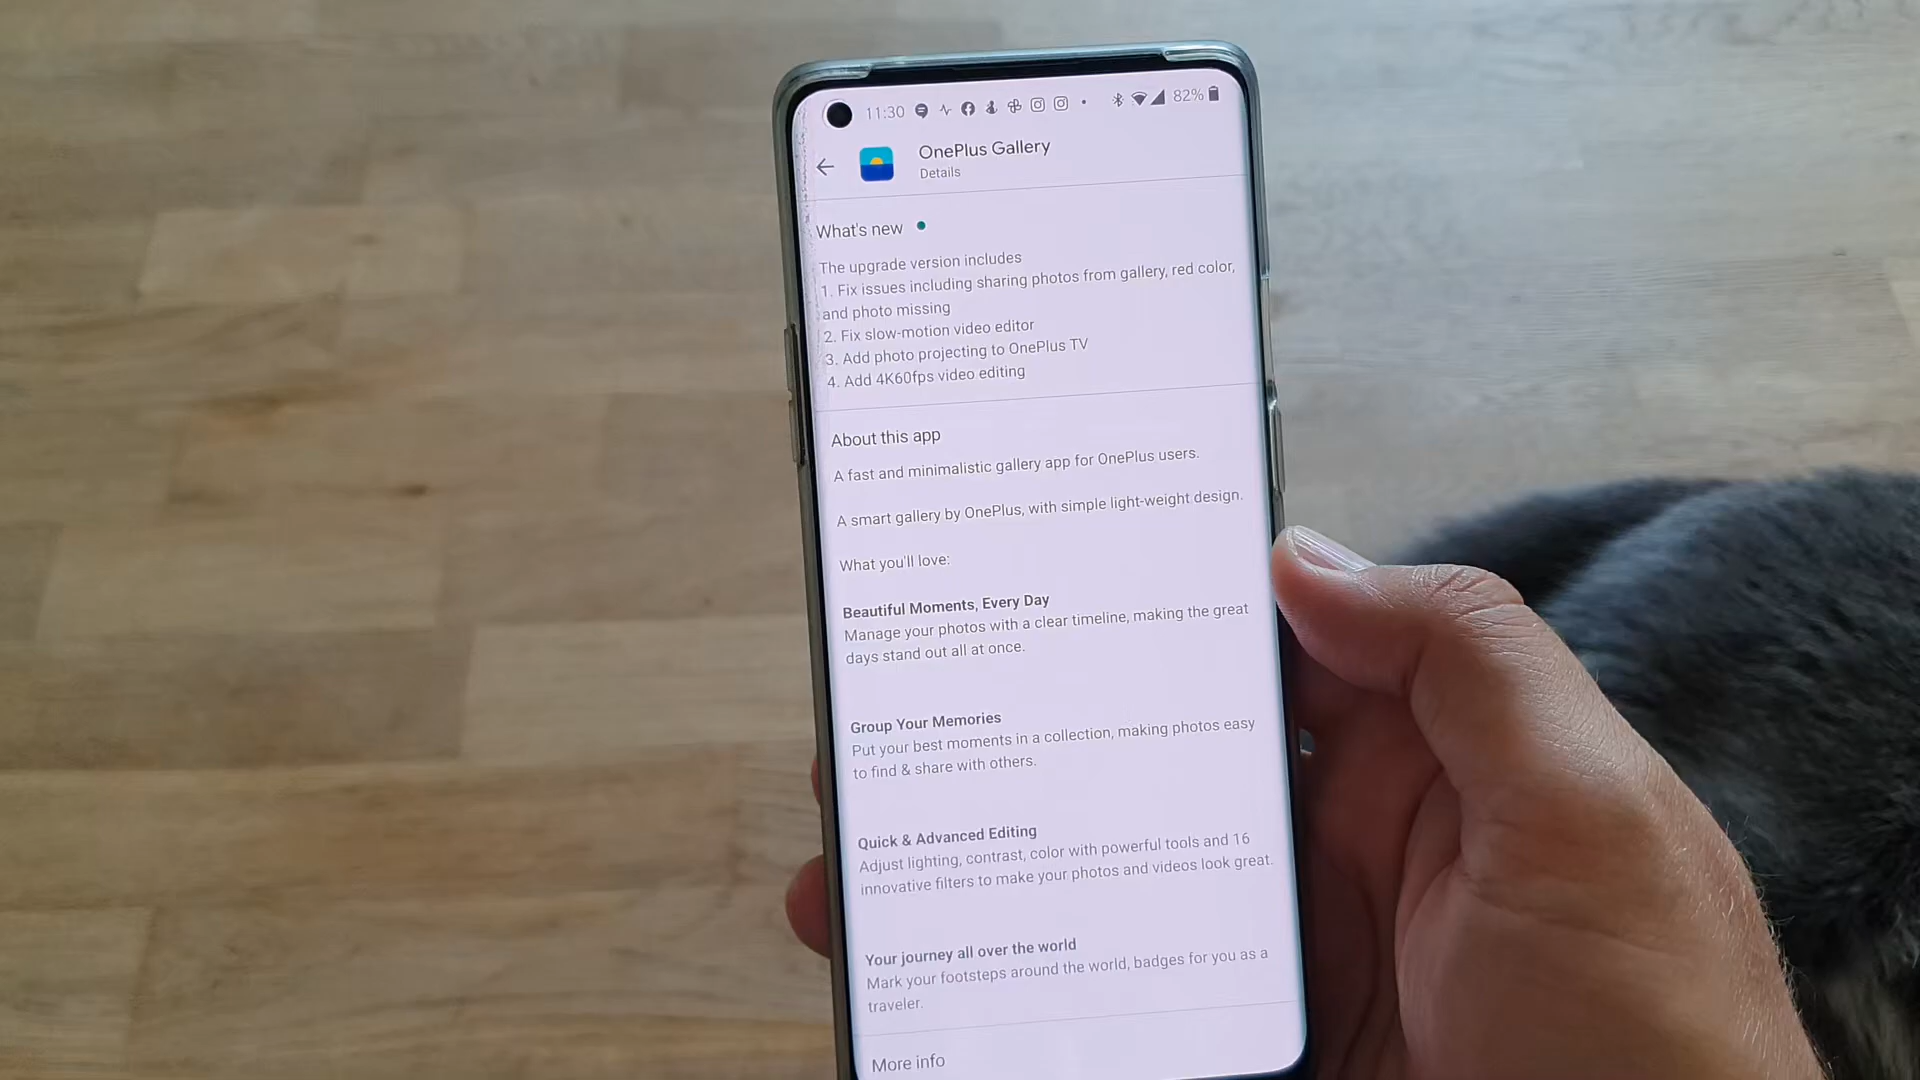 11:30 82%
OnePlus Gallery
Details
What's new
The upgrade version includes
1. Fix issues including sharing photos from gallery, red color,
and photo missing
2. Fix slow-motion video editor
3. Add photo projecting to OnePlus TV
4. Add 4K60fps video editing
About this app
A fast and minimalistic gallery app for OnePlus users.
A smart gallery by OnePlus, with simple light-weight design.
What you'll love:
Beautiful Moments, Every Day
Manage your photos with a clear timeline, making the great
days stand out all at once.
Group Your Memories
Put your best moments in a collection, making photos easy
to find & share with others.
Quick & Advanced Editing
Adjust lighting, contrast, color with powerful tools and 16
innovative filters to make your photos and videos look great.
Your journey all over the world
Mark your footsteps around the world, badges for you as a
traveler.
More info